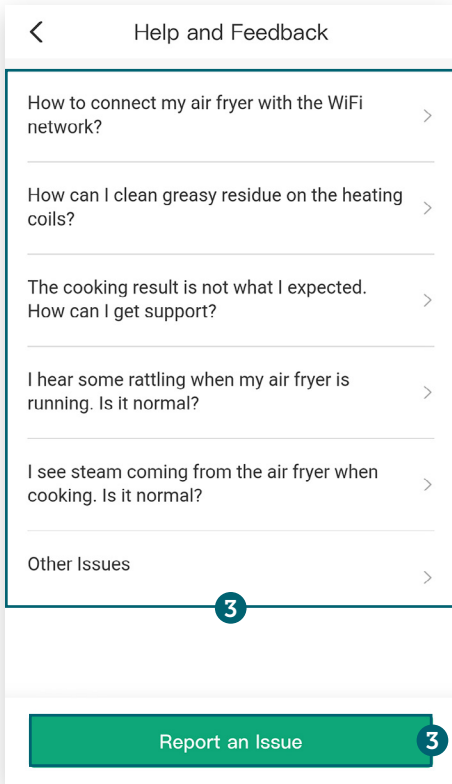 Help and Feedback
How to connect my air fryer with the WiFi
network?
How can I clean greasy residue on the heating
coils?
The cooking result is not what I expected.
How can I get support?
I hear some rattling when my air fryer is
running. Is it normal?
I see steam coming from the air fryer when
cooking. Is it normal?
Other Issues
3
Report an Issue
3